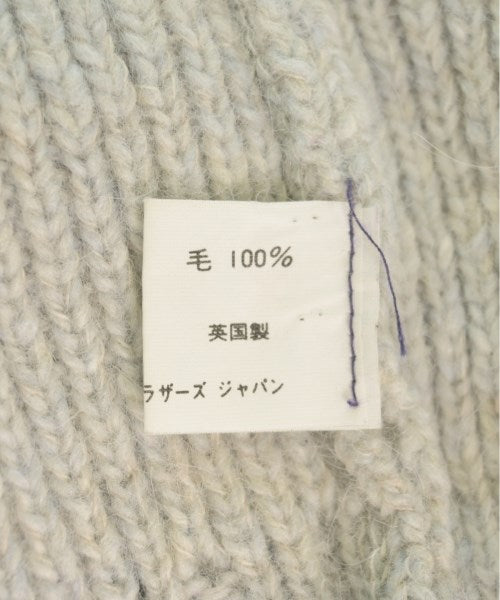 毛 100%
英国製
ラザーズ ジャパン